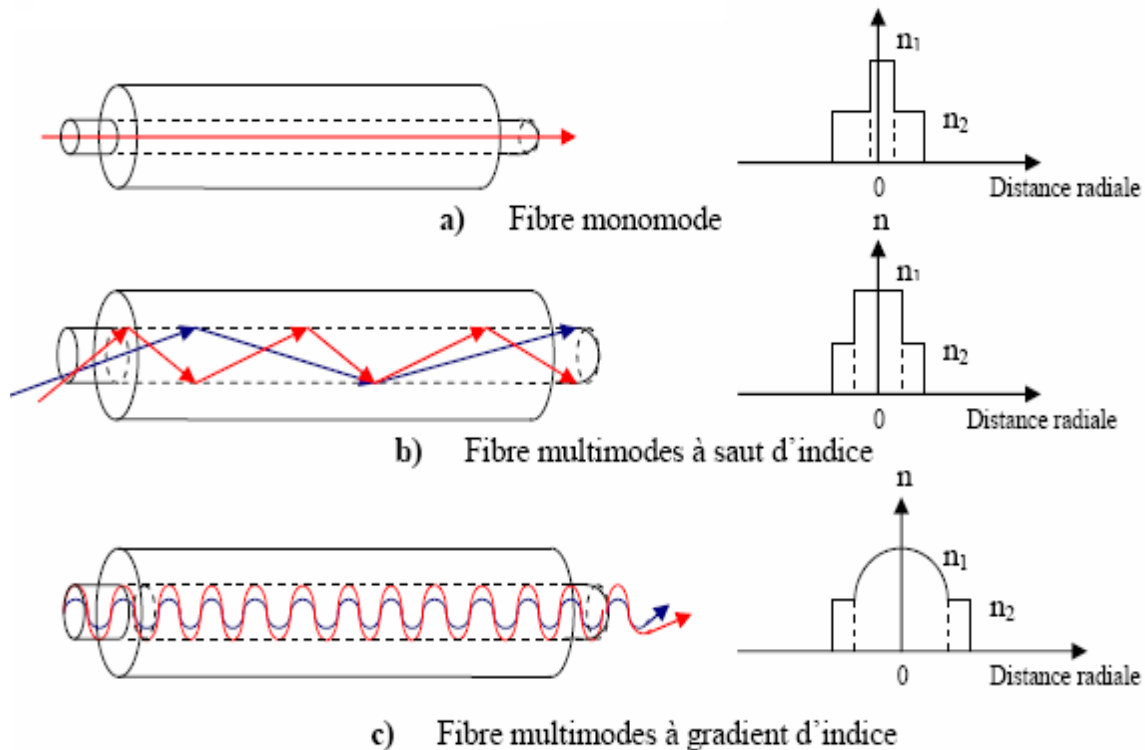 n1
n2
0
Distance radiale
a) Fibre monomode
n
n1
n2
0
Distance radiale
b) Fibre multimodes à saut d’indice
n
n1
n2
0
Distance radiale
c) Fibre multimodes à gradient d’indice